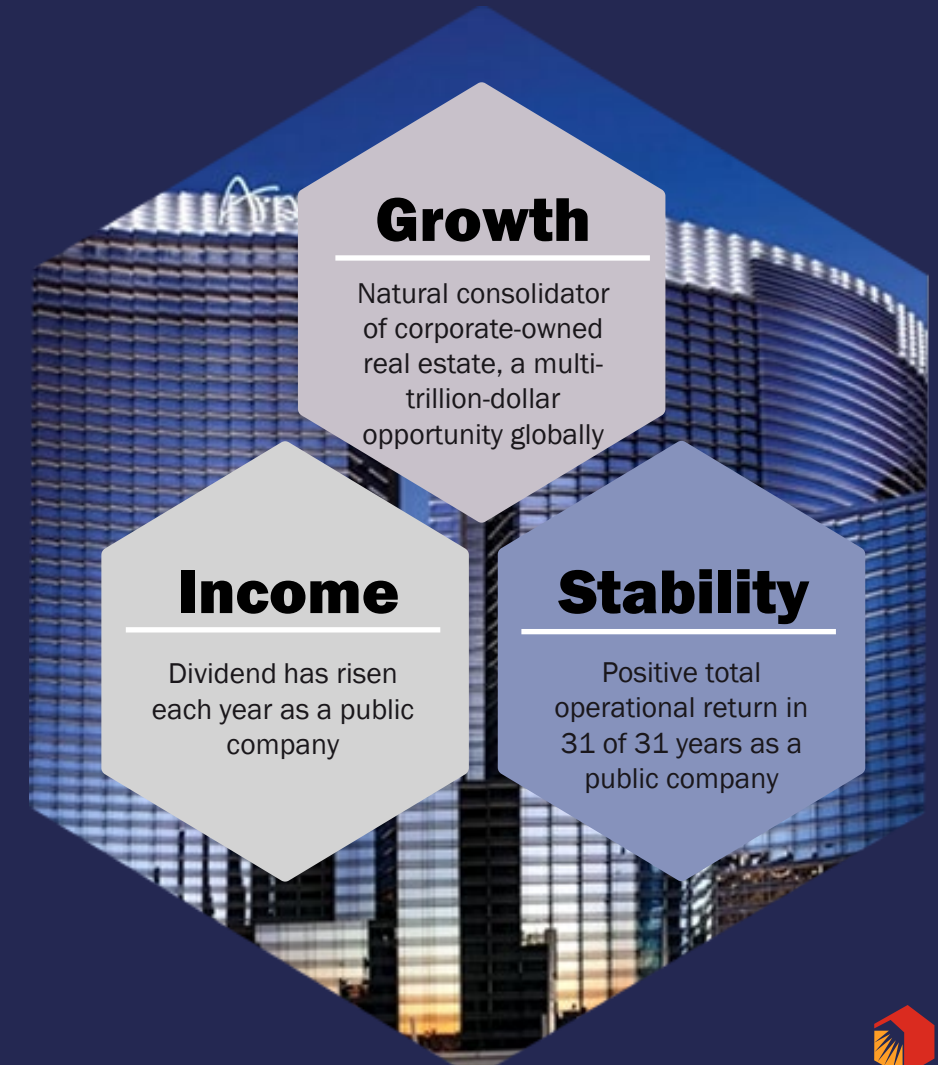 Growth
Natural consolidator
of corporate-owned
real estate, a multi-
trillion-dollar
opportunity globally
Income
Dividend has risen
each year as a public
company
Stability
Positive total
operational return in
31 of 31 years as a
public company